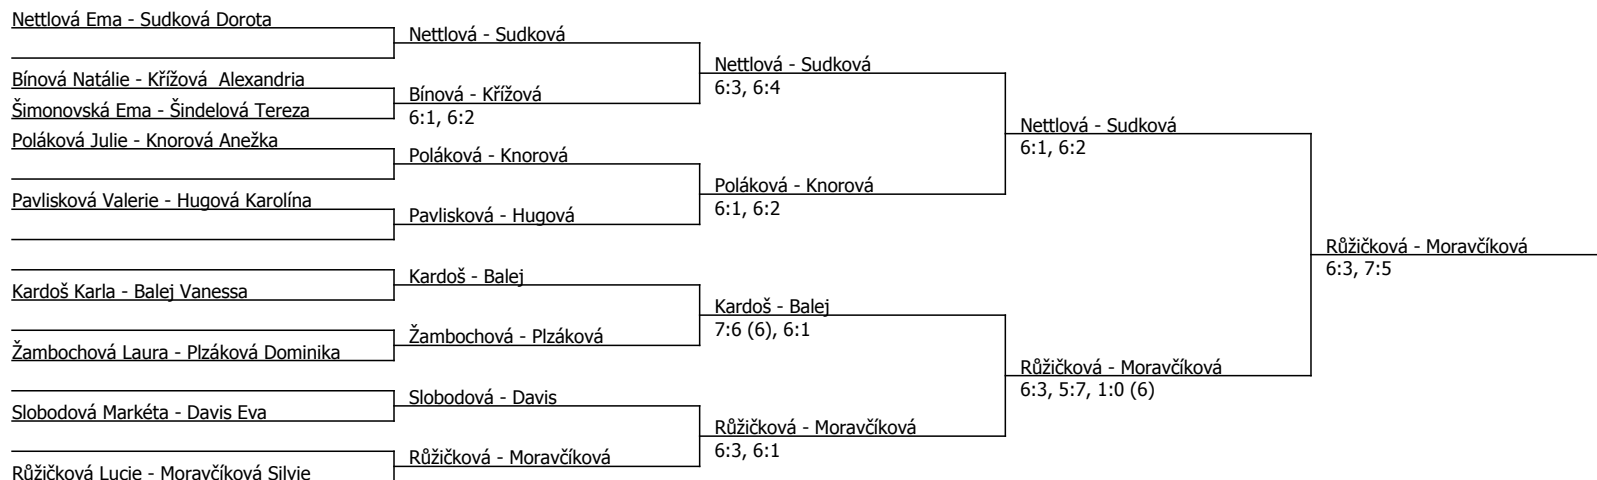 Nettlová Ema - Sudková Dorota
Nettlová - Sudková
Nettlová - Sudková
6:3, 6:4
Bínová Natálie - Křížová  Alexandria
Bínová - Křížová
6:1, 6:2
Šimonovská Ema - Šindelová Tereza
Nettlová - Sudková
6:1, 6:2
Poláková Julie - Knorová Anežka
Poláková - Knorová
Poláková - Knorová
6:1, 6:2
Pavlisková Valerie - Hugová Karolína
Pavlisková - Hugová
Růžičková - Moravčíková
6:3, 7:5
Kardoš - Balej
Kardoš Karla - Balej Vanessa
Kardoš - Balej
7:6 (6), 6:1
Žambochová - Plzáková
Žambochová Laura - Plzáková Dominika
Růžičková - Moravčíková
6:3, 5:7, 1:0 (6)
Slobodová - Davis
Slobodová Markéta - Davis Eva
Růžičková - Moravčíková
6:3, 6:1
Růžičková - Moravčíková
Růžičková Lucie - Moravčíková Silvie